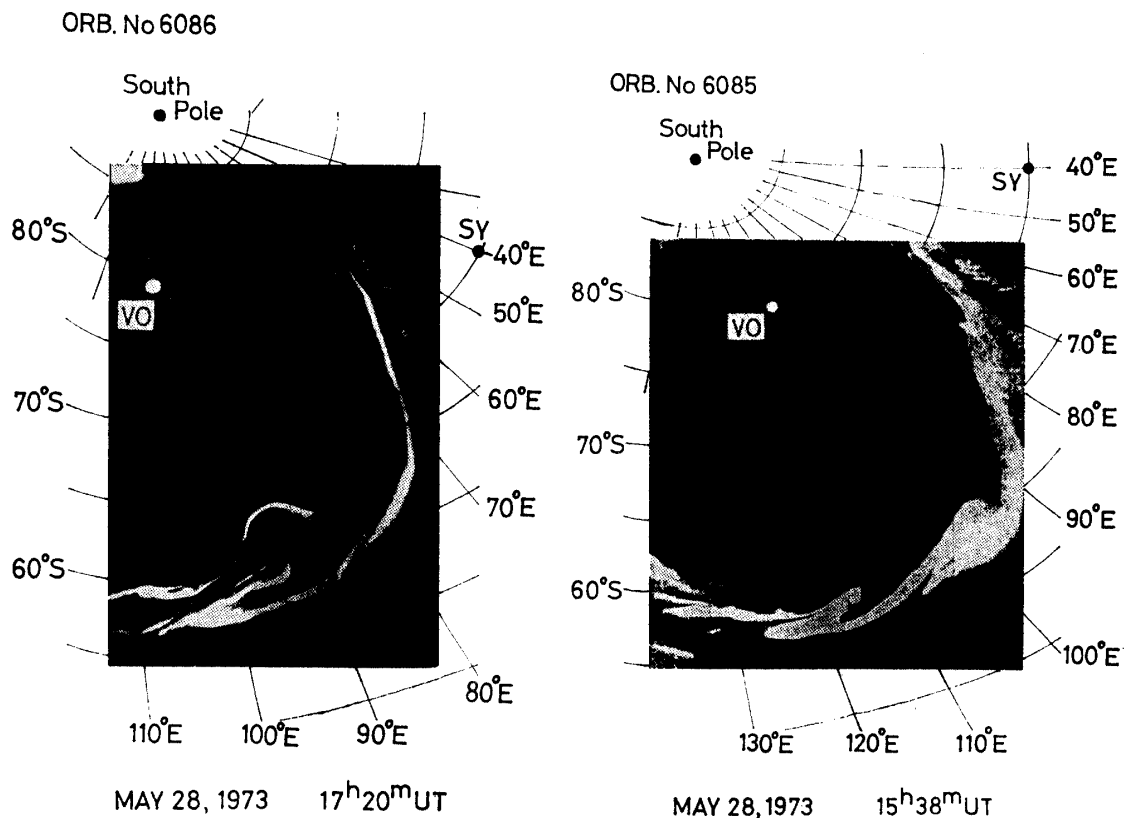 ORB. No 6086
South
Pole
80°S
SY
40°E
VO
50°E
70°S
60°E
70°E
60°S
80°E
110°E
100°E
90°E
MAY 28, 1973 17ʰ20ᵐUT
ORB. No 6085
South
Pole
SY
40°E
50°E
60°E
80°S
VO
70°E
80°E
70°S
90°E
60°S
100°E
130°E
120°E
110°E
MAY 28, 1973 15ʰ38ᵐUT